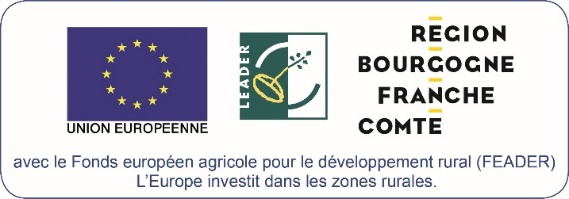 UNION EUROPEENNE
LEADER
REGION
BOURGOGNE
FRANCHE
COMTE
avec le Fonds européen agricole pour le développement rural (FEADER)
L'Europe investit dans les zones rurales.